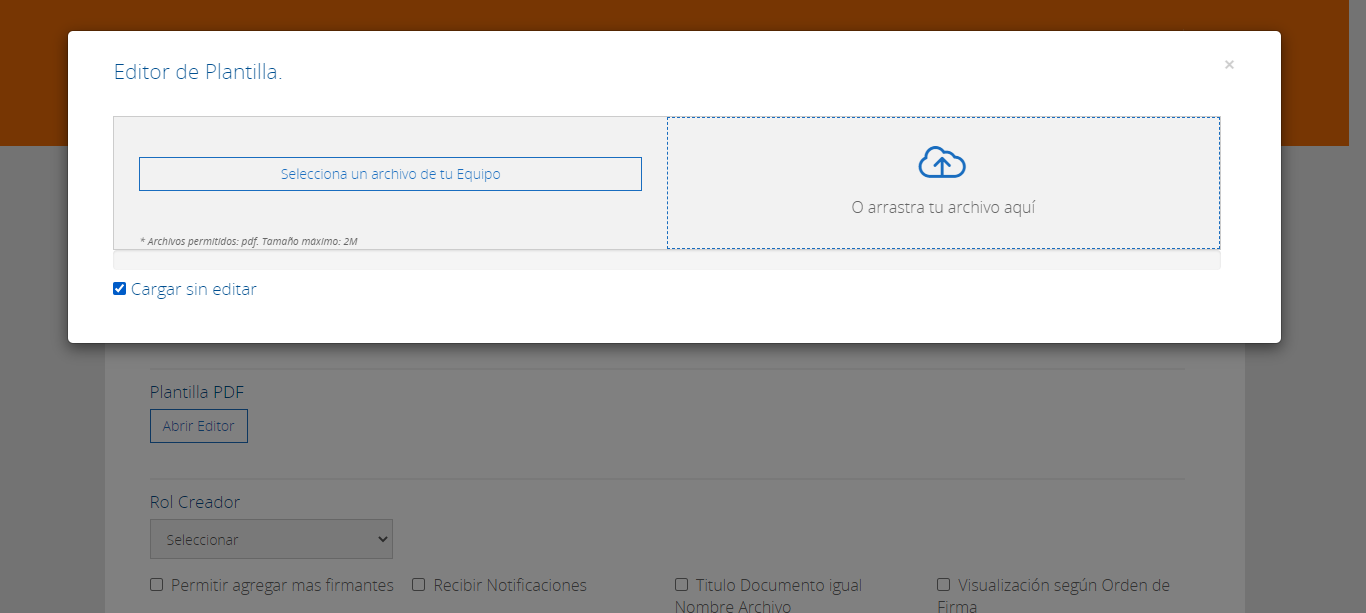 Editor de Plantilla.
×
Selecciona un archivo de tu Equipo
O arrastra tu archivo aquí
* Archivos permitidos: pdf. Tamaño máximo: 2M
Cargar sin editar
Plantilla PDF
Abrir Editor
Rol Creador
Seleccionar
Permitir agregar mas firmantes
Recibir Notificaciones
Titulo Documento igual
Nombre Archivo
Visualización según Orden de
Firma